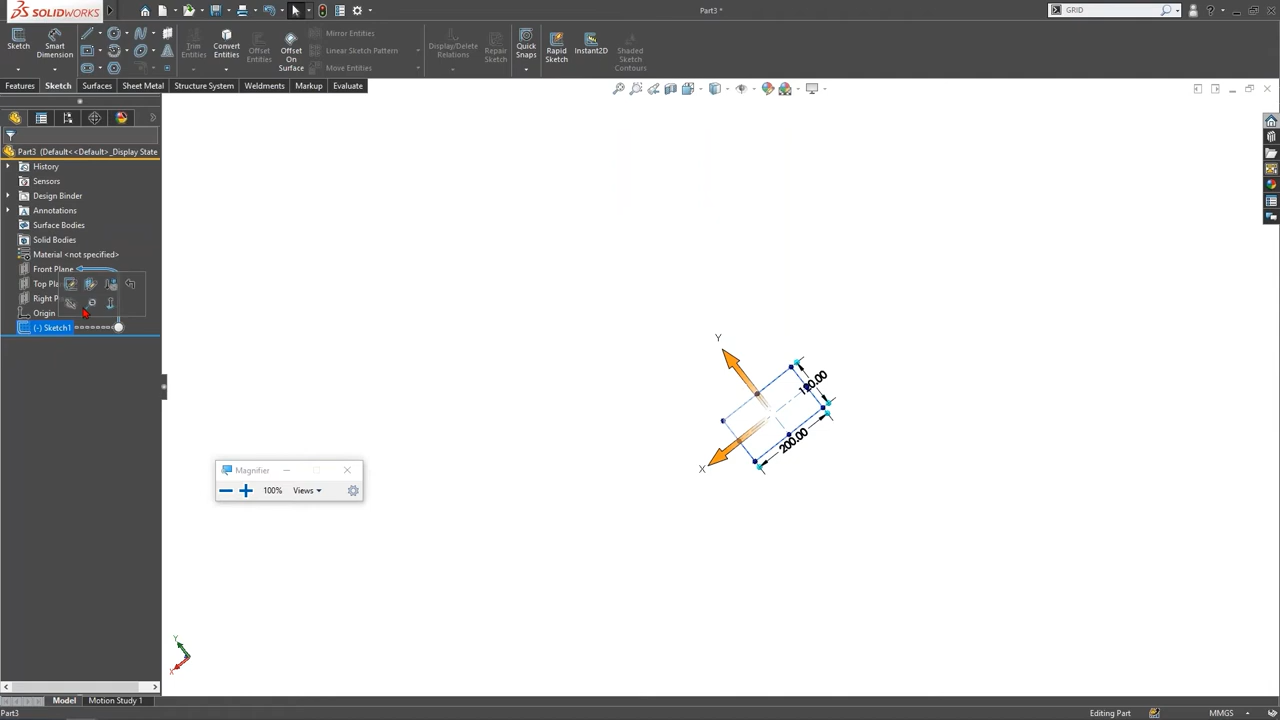 SOLIDWORKS
Part3 *
GRID
Sketch
Smart
Dimension
Trim
Entities
Convert
Entities
Offset
Entities
Offset
On
Surface
Mirror Entities
Linear Sketch Pattern
Move Entities
Display/Delete
Relations
Repair
Sketch
Quick
Snaps
Rapid
Sketch
Instant2D
Shaded
Sketch
Contours
Features
Sketch
Surfaces
Sheet Metal
Structure System
Weldments
Markup
Evaluate
Part3 (Default<<Default>_Display State
History
Sensors
Design Binder
Annotations
Surface Bodies
Solid Bodies
Material <not specified>
Front Plane
Top Pla
Right P
Origin
(-) Sketch1
Y
X
200.00
Magnifier
100%
Views
Y
X
Model
Motion Study 1
Part3
Editing Part
MMGS